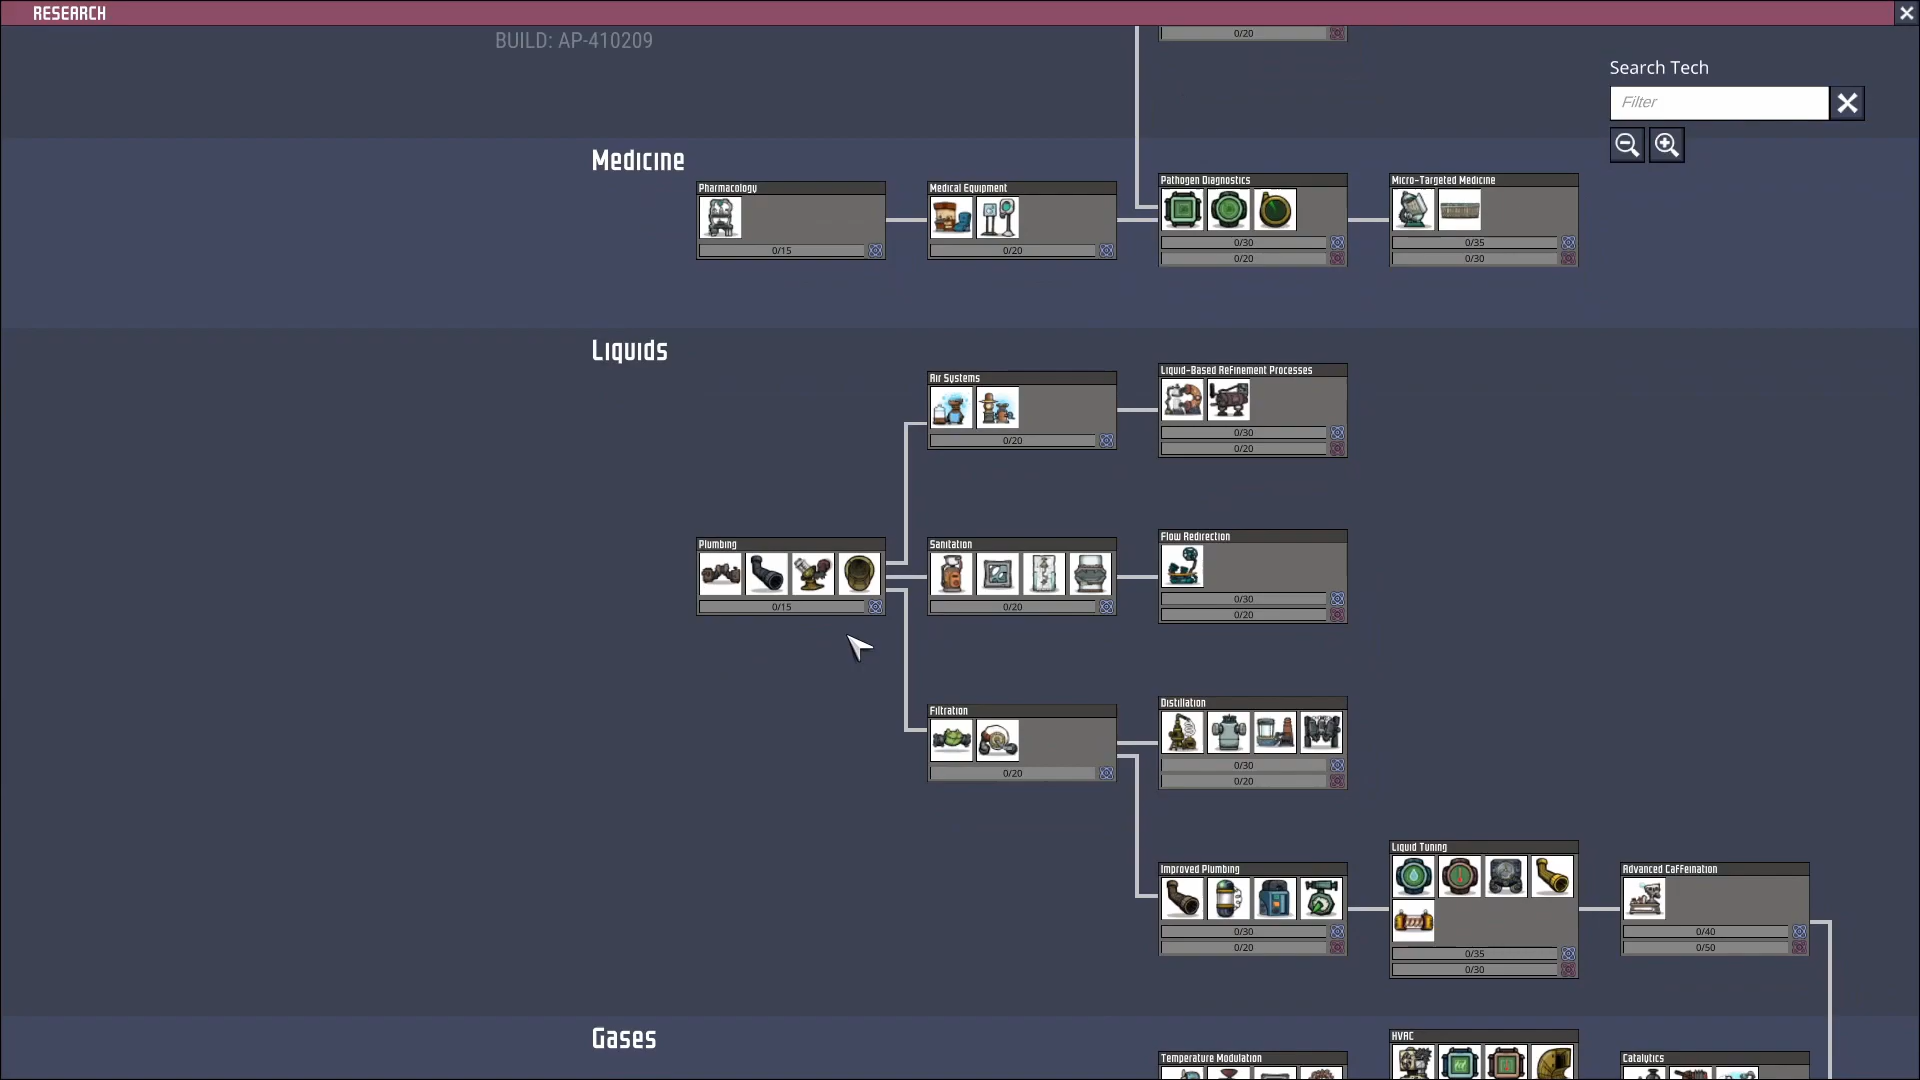 RESEARCH
BUILD: AP-410209
0/20
Search Tech
Filter
Medicine
Pharmacology
0/15
Medical Equipment
0/20
Pathogen Diagnostics
0/30
0/20
Micro-Targeted Medicine
0/35
0/30
Liquids
Air Systems
0/20
Liquid-Based Refinement Processes
0/30
0/20
Plumbing
0/15
Sanitation
0/20
Flow Redirection
0/30
0/20
Filtration
0/20
Distillation
0/30
0/20
Improved Plumbing
0/30
0/20
Liquid Tuning
0/35
0/30
Advanced Caffeination
0/40
0/50
Gases
Temperature Modulation
HVAC
Catalytics